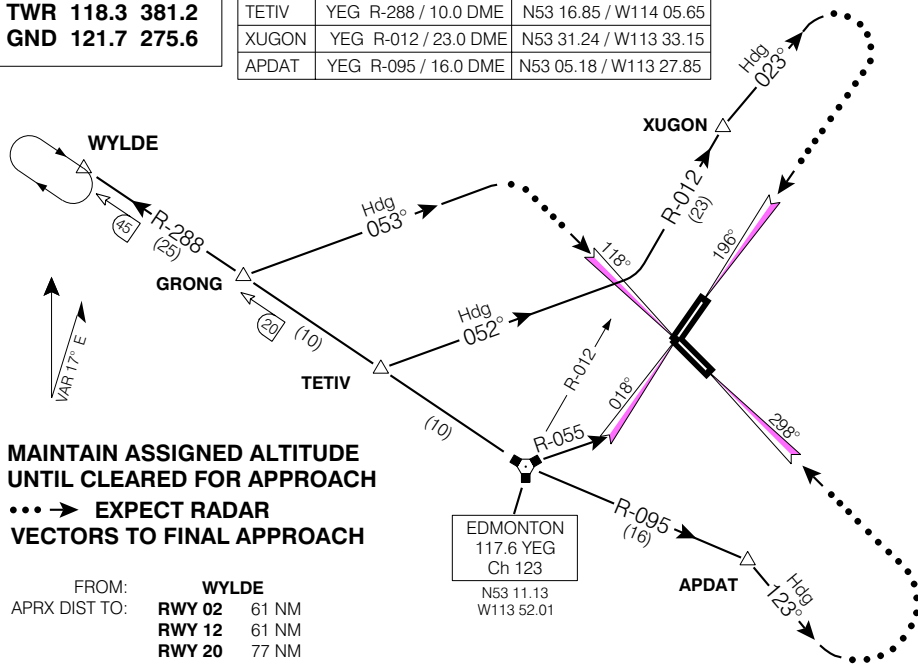 TWR 118.3 381.2
GND 121.7 275.6
TETIV YEG R-288 / 10.0 DME N53 16.85 / W114 05.65
XUGON YEG R-012 / 23.0 DME N53 31.24 / W113 33.15
APDAT YEG R-095 / 16.0 DME N53 05.18 / W113 27.85
Hdg
023°
XUGON
WYLDE
R-012
(23)
Hdg
053°
45
R-288
(25)
196°
118°
GRONG
20
(10)
Hdg
052°
VAR 17° E
TETIV
R-012
018°
(10)
R-055
298°
MAINTAIN ASSIGNED ALTITUDE
UNTIL CLEARED FOR APPROACH
EXPECT RADAR
VECTORS TO FINAL APPROACH
R-095
(16)
EDMONTON
117.6 YEG
Ch 123
N53 11.13
W113 52.01
APDAT
Hdg
123°
FROM: WYLDE
APRX DIST TO: RWY 02 61 NM
RWY 12 61 NM
RWY 20 77 NM